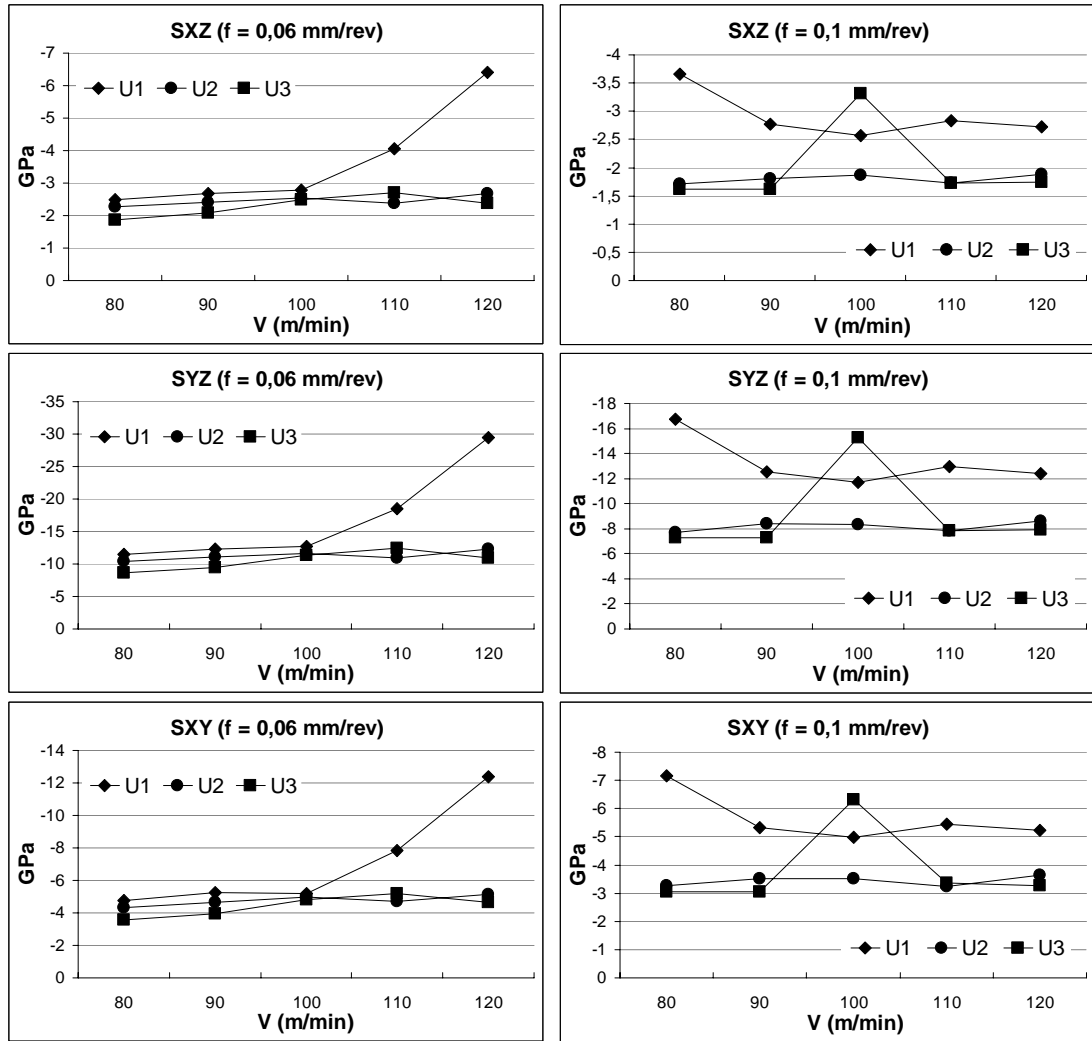 SXZ (f = 0,06 mm/rev)
-7
-6
-5
-4
-3
-2
-1
0
GPa
U1 U2 U3
80 90 100 110 120
V (m/min)
SXZ (f = 0,1 mm/rev)
-4
-3,5
-3
-2,5
-2
-1,5
-1
-0,5
0
GPa
U1 U2 U3
80 90 100 110 120
V (m/min)
SYZ (f = 0,06 mm/rev)
-35
-30
-25
-20
-15
-10
-5
0
GPa
U1 U2 U3
80 90 100 110 120
V (m/min)
SYZ (f = 0,1 mm/rev)
-18
-16
-14
-12
-10
-8
-6
-4
-2
0
GPa
U1 U2 U3
80 90 100 110 120
V (m/min)
SXY (f = 0,06 mm/rev)
-14
-12
-10
-8
-6
-4
-2
0
GPa
U1 U2 U3
80 90 100 110 120
V (m/min)
SXY (f = 0,1 mm/rev)
-8
-7
-6
-5
-4
-3
-2
-1
0
GPa
U1 U2 U3
80 90 100 110 120
V (m/min)